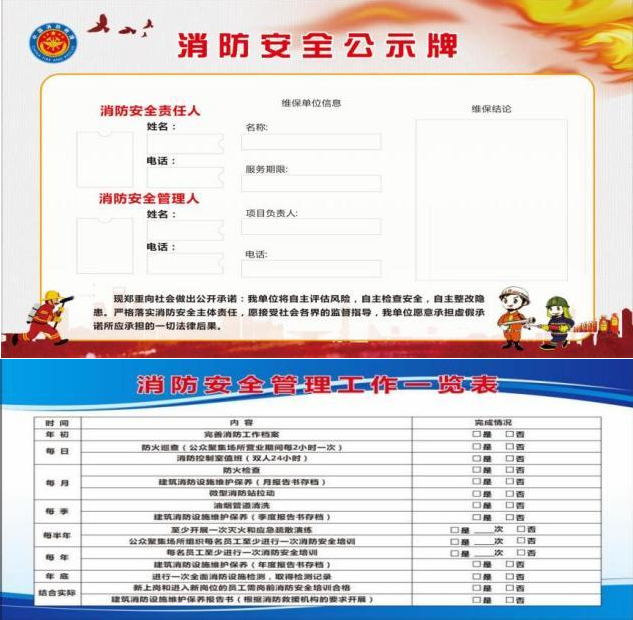 消防安全公示牌
消防安全责任人
姓名：
电话：
消防安全管理人
姓名：
电话：
维保单位信息
名称:
服务期限:
项目负责人:
电话:
维保结论
现郑重向社会做出公开承诺：我单位将自主评估风险，自主检查安全，自主整改隐
患。严格落实消防安全主体责任，愿接受社会各界的监督指导，我单位愿意承担虚假承
诺所应承担的一切法律后果。
消防安全管理工作一览表
时 间 内 容 完成情况
年 初 完善消防工作档案 □是 □否
每 日 防火巡查（公众聚集场所营业期间每2小时一次） □是 □否
消防控制室值班（双人24小时） □是 □否
每 月 防火检查 □是 □否
建筑消防设施维护保养（月报告书存档） □是 □否
微型消防站拉动 □是 □否
每 季 油烟管道清洗 □是 □否
建筑消防设施维护保养（季度报告书存档） □是 □否
每半年 至少开展一次灭火和应急疏散演练 □是 ___次 □否
公众聚集场所组织每名员工至少进行一次消防安全培训 □是 ___次 □否
每 年 每名员工至少进行一次消防安全培训 □是 ___次 □否
建筑消防设施维护保养（年度报告书存档） □是 □否
年 底 进行一次全面消防设施检测，取得检测记录 □是 □否
结合实际 新上岗和进入新岗位的员工需岗前消防安全培训合格 □是 □否
建筑消防设施维护保养报告书（根据消防救援机构的要求开展） □是 □否